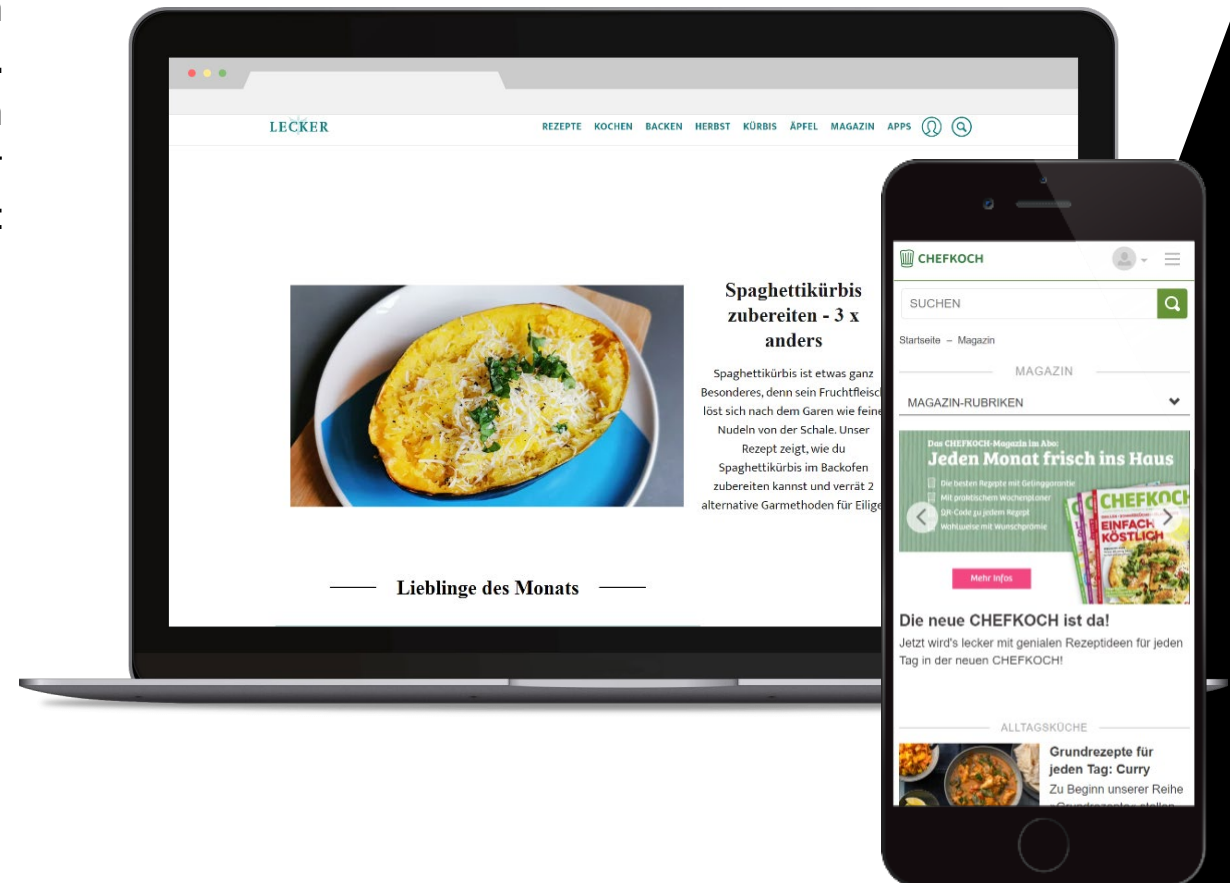 LECKER
REZEPTE KOCHEN BACKEN HERBST KÜRBIS ÄPFEL MAGAZIN APPS
Spaghettikürbis
zubereiten - 3 x
anders
Spaghettikürbis ist etwas ganz
Besonderes, denn sein Fruchtfleisch
löst sich nach dem Garen wie feine
Nudeln von der Schale. Unser
Rezept zeigt, wie du
Spaghettikürbis im Backofen
zubereiten kannst und verrät 2
alternative Garmethoden für Eilige
Lieblinge des Monats
CHEFKOCH
SUCHEN
Startseite – Magazin
MAGAZIN
MAGAZIN-RUBRIKEN
Das CHEFKOCH-Magazin im Abo:
Jeden Monat frisch ins Haus
Die besten Rezepte mit Gelinggarantie
Mit praktischem Wochenplaner
QR-Code zu jedem Rezept
Wahlweise mit Wunschprämie
CHEFKOCH
EINFACH
KÖSTLICH
Mehr Infos
Die neue CHEFKOCH ist da!
Jetzt wird's lecker mit genialen Rezeptideen für jeden
Tag in der neuen CHEFKOCH!
ALLTAGSKÜCHE
Grundrezepte für
jeden Tag: Curry
Zu Beginn unserer Reihe